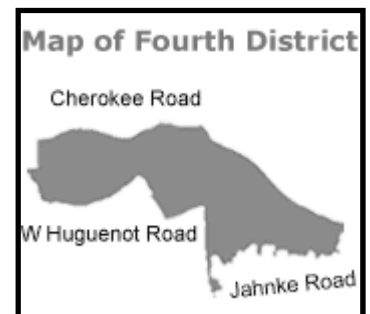 Map of Fourth District
Cherokee Road
W Huguenot Road
Jahnke Road